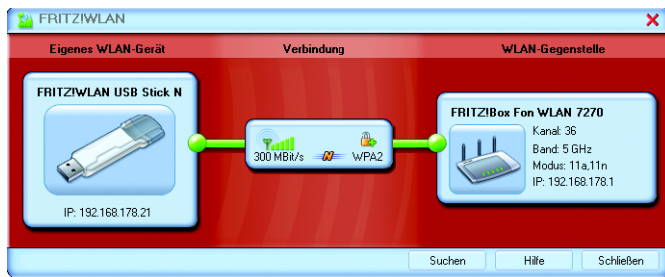 FRITZ!WLAN
Eigenes WLAN-Gerät
Verbindung
WLAN-Gegenstelle
FRITZ!WLAN USB Stick N
IP: 192.168.178.21
300 MBit/s
N
WPA2
FRITZ!Box Fon WLAN 7270
Kanal: 36
Band: 5 GHz
Modus: 11a,11n
IP: 192.168.178.1
Suchen
Hilfe
Schließen